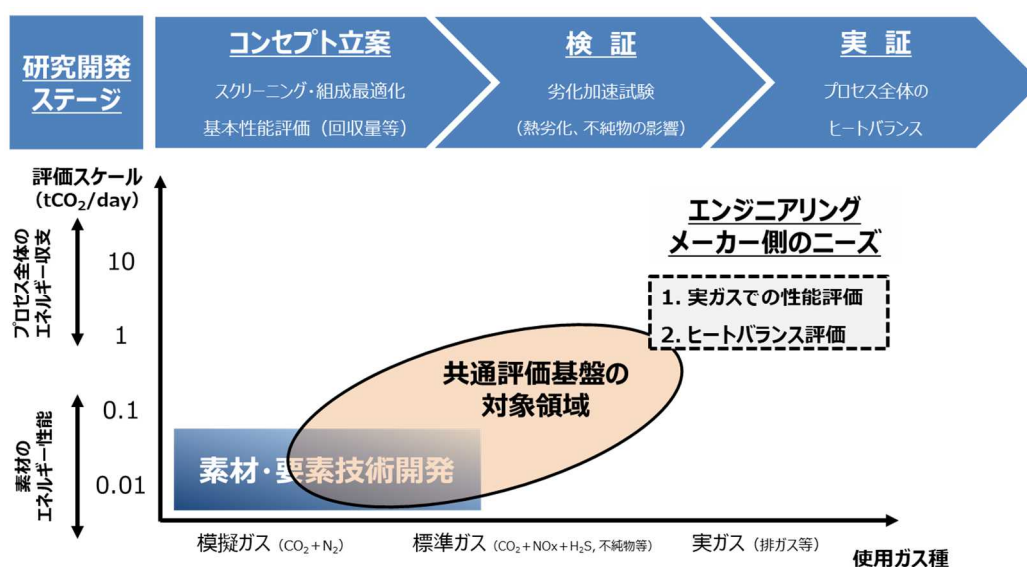 研究開発
ステージ
コンセプト立案
スクリーニング・組成最適化
基本性能評価（回収量等）
検 証
劣化加速試験
（熱劣化、不純物の影響）
実 証
プロセス全体の
ヒートバランス
評価スケール
（tCO₂/day）
プロセス全体の
エネルギー収支
10
1
素材の
エネルギー性能
0.1
0.01
エンジニアリング
メーカー側のニーズ
1. 実ガスでの性能評価
2. ヒートバランス評価
共通評価基盤の
対象領域
素材・要素技術開発
模擬ガス（CO₂＋N₂）
標準ガス（CO₂＋NOx＋H₂S, 不純物等）
実ガス（排ガス等）
使用ガス種